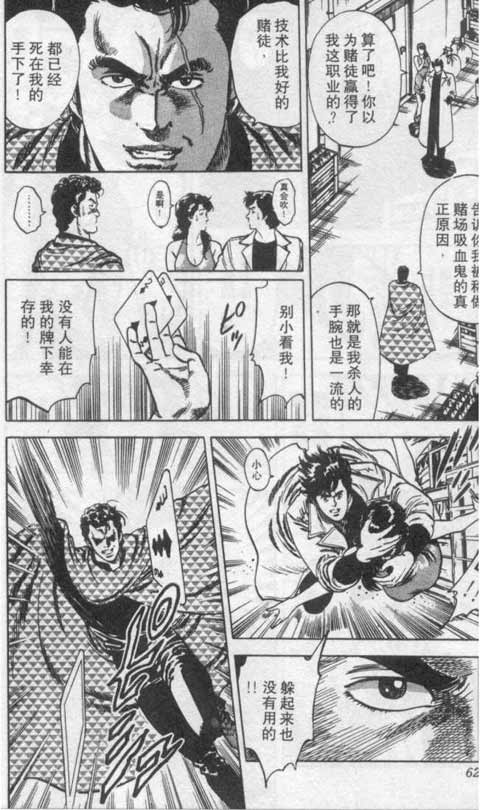 算了吧！你以
为赌徒赢得了
我这职业的？
告诉你我被称做
赌场吸血鬼的真
正原因，
那就是我杀人的
手腕也是一流的
技术比我好的
赌徒，
都已经
死在我的
手下了！
真会吹！
是啊！
………
别小看我！
ピッ
没有人能在
我的牌下幸
存的！
小心
躲起来也
没有用的
!!
62